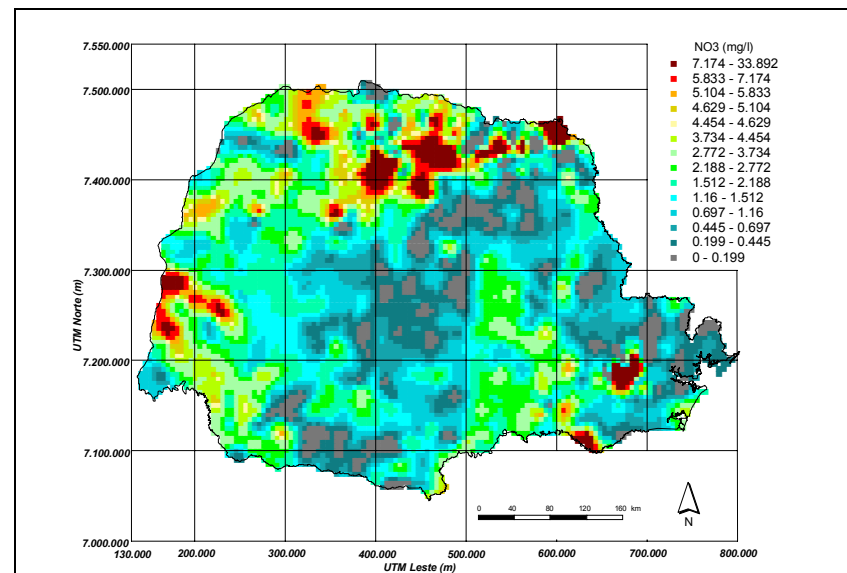 NO3 (mg/l)
7.174 - 33.892
5.833 - 7.174
5.104 - 5.833
4.629 - 5.104
4.454 - 4.629
3.734 - 4.454
2.772 - 3.734
2.188 - 2.772
1.512 - 2.188
1.16 - 1.512
0.697 - 1.16
0.445 - 0.697
0.199 - 0.445
0 - 0.199
7.550.000
7.500.000
7.400.000
7.300.000
7.200.000
7.100.000
7.000.000
UTM Norte (m)
0 40 80 120 160 km
N
130.000 200.000 300.000 400.000 500.000 600.000 700.000 800.000
UTM Leste (m)